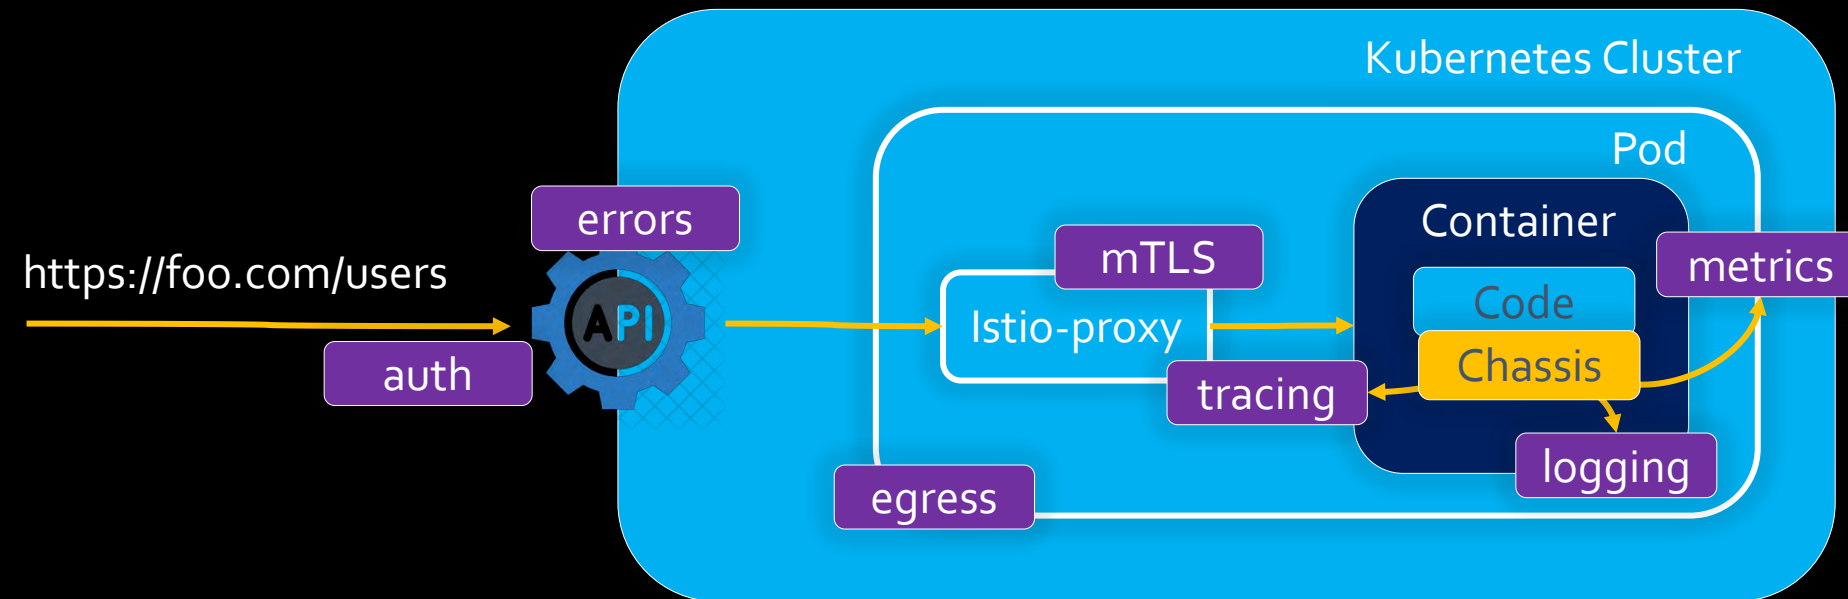 Kubernetes Cluster
Pod
errors
Container
https://foo.com/users
mTLS
metrics
Code
API
Istio-proxy
Chassis
auth
tracing
logging
egress